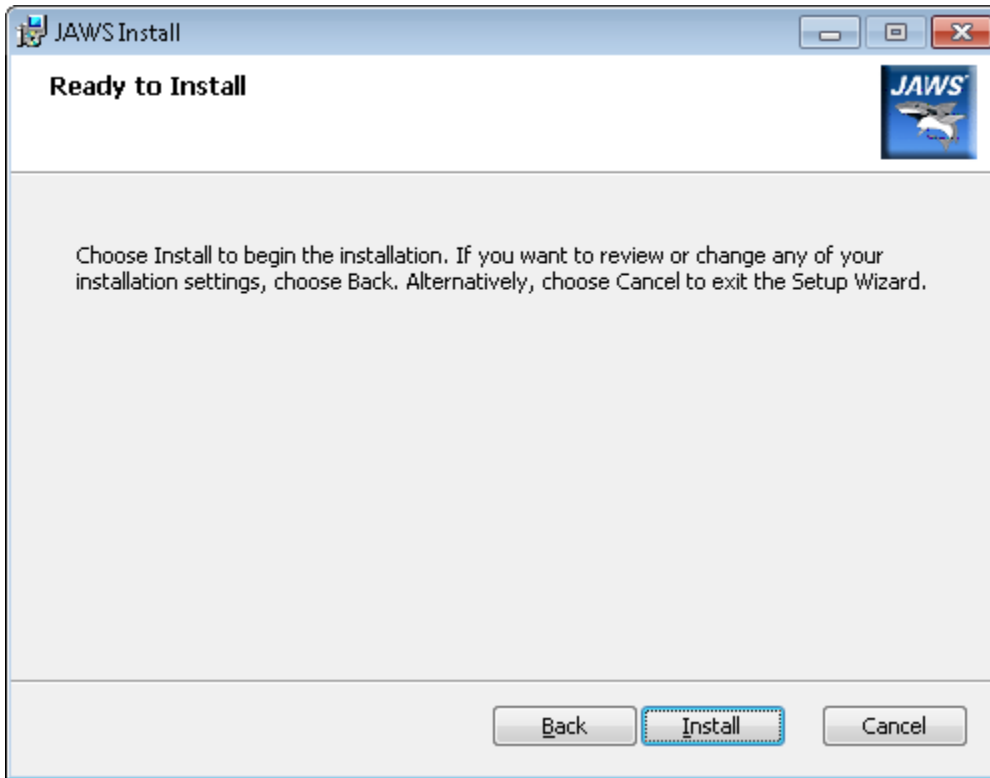 JAWS Install
Ready to Install
JAWS
Choose Install to begin the installation. If you want to review or change any of your
installation settings, choose Back. Alternatively, choose Cancel to exit the Setup Wizard.
Back
Install
Cancel